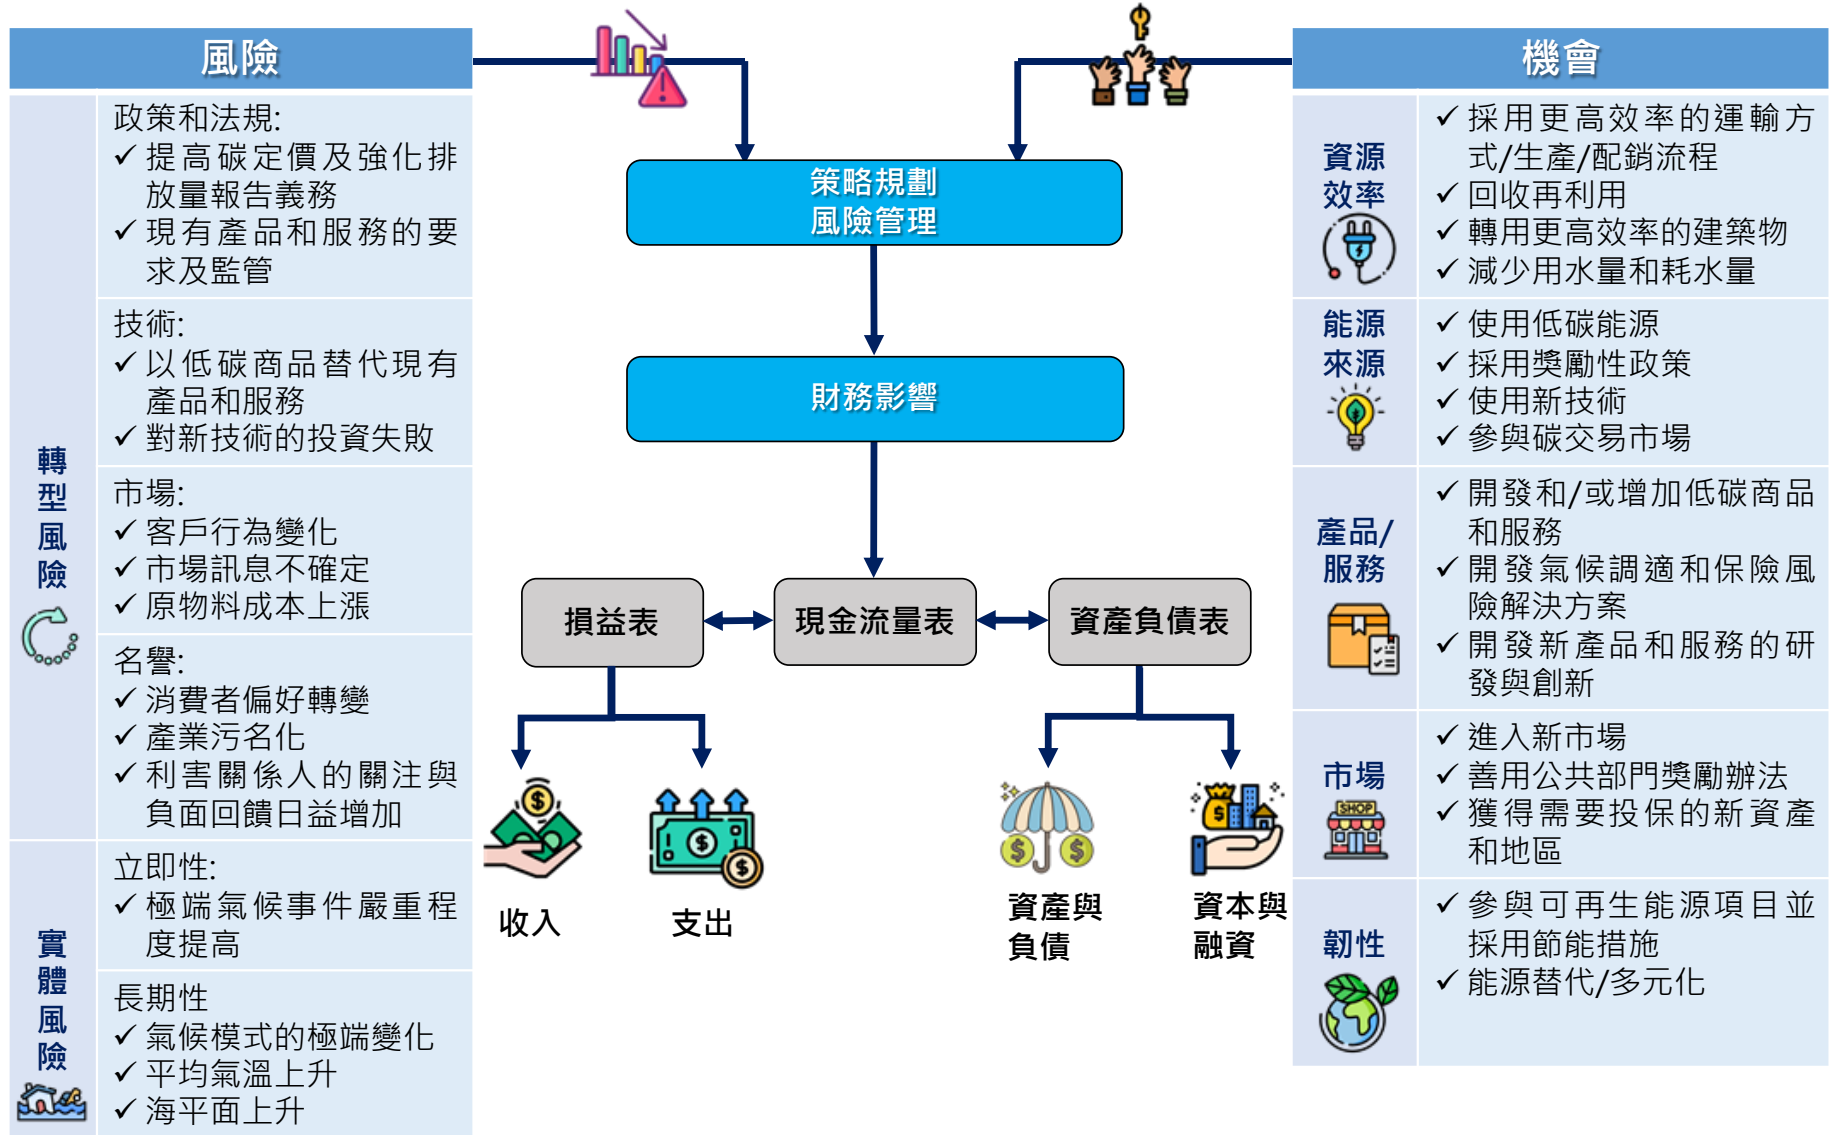 風險
轉型風險
政策和法規:
✓ 提高碳定價及強化排
放量報告義務
✓ 現有產品和服務的要
求及監管
技術:
✓ 以低碳商品替代現有
產品和服務
✓ 對新技術的投資失敗
市場:
✓ 客戶行為變化
✓ 市場訊息不確定
✓ 原物料成本上漲
名譽:
✓ 消費者偏好轉變
✓ 產業污名化
✓ 利害關係人的關注與
負面回饋日益增加
實體風險
立即性:
✓ 極端氣候事件嚴重程
度提高
長期性
✓ 氣候模式的極端變化
✓ 平均氣溫上升
✓ 海平面上升
策略規劃
風險管理
財務影響
損益表
現金流量表
資產負債表
收入
支出
資產與
負債
資本與
融資
機會
資源
效率
✓ 採用更高效率的運輸方
式/生產/配銷流程
✓ 回收再利用
✓ 轉用更高效率的建築物
✓ 減少用水量和耗水量
能源
來源
✓ 使用低碳能源
✓ 採用獎勵性政策
✓ 使用新技術
✓ 參與碳交易市場
產品/
服務
✓ 開發和/或增加低碳商品
和服務
✓ 開發氣候調適和保險風
險解決方案
✓ 開發新產品和服務的研
發與創新
市場
SHOP
✓ 進入新市場
✓ 善用公共部門獎勵辦法
✓ 獲得需要投保的新資產
和地區
韌性
✓ 參與可再生能源項目並
採用節能措施
✓ 能源替代/多元化